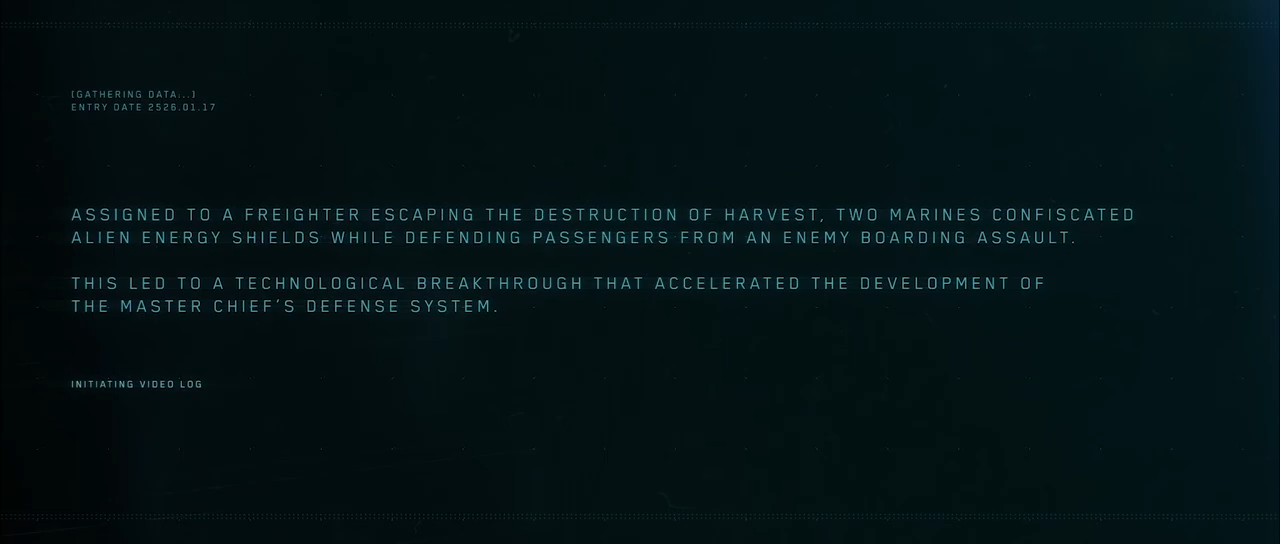 [GATHERING DATA...]
ENTRY DATE 2526.01.17
ASSIGNED TO A FREIGHTER ESCAPING THE DESTRUCTION OF HARVEST, TWO MARINES CONFISCATED
ALIEN ENERGY SHIELDS WHILE DEFENDING PASSENGERS FROM AN ENEMY BOARDING ASSAULT.
THIS LED TO A TECHNOLOGICAL BREAKTHROUGH THAT ACCELERATED THE DEVELOPMENT OF
THE MASTER CHIEF'S DEFENSE SYSTEM.
INITIATING VIDEO LOG